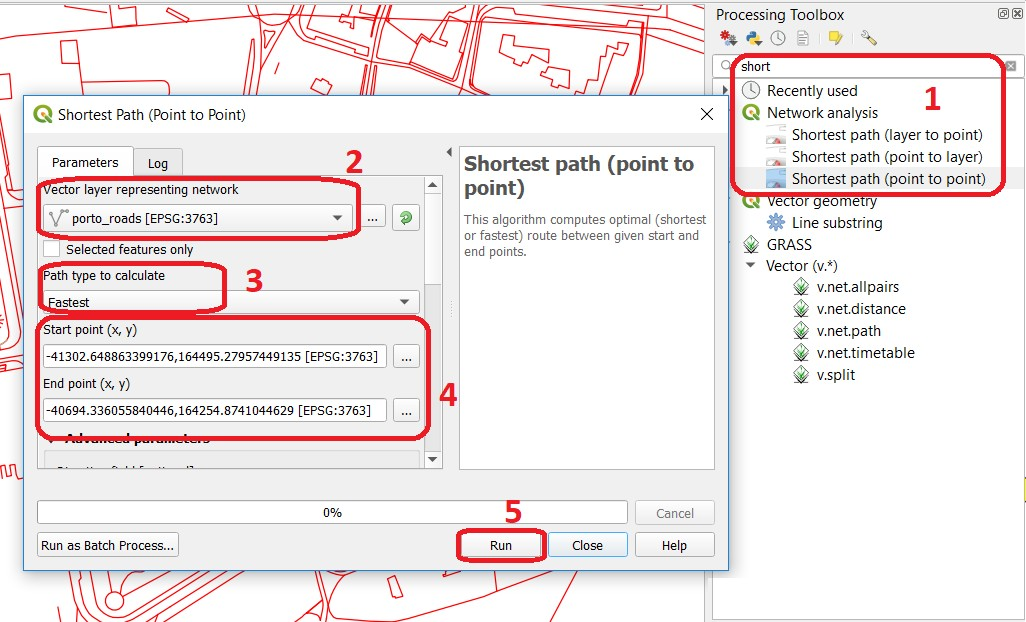 Processing Toolbox
short
Recently used
1
Network analysis
Shortest path (layer to point)
Shortest path (point to layer)
Shortest path (point to point)
Vector geometry
Line substring
GRASS
Vector (v.*)
v.net.allpairs
v.net.distance
v.net.path
v.net.timetable
v.split
Shortest Path (Point to Point)
Parameters
Log
2
Vector layer representing network
porto_roads [EPSG:3763]
...
Selected features only
Path type to calculate
3
Fastest
Start point (x, y)
-41302.648863399176,164495.27957449135 [EPSG:3763]
...
End point (x, y)
4
-40694.336055840446,164254.8741044629 [EPSG:3763]
...
Advanced parameters
Shortest path (point to
point)
This algorithm computes optimal (shortest
or fastest) route between given start and
end points.
0%
5
Cancel
Run as Batch Process...
Run
Close
Help